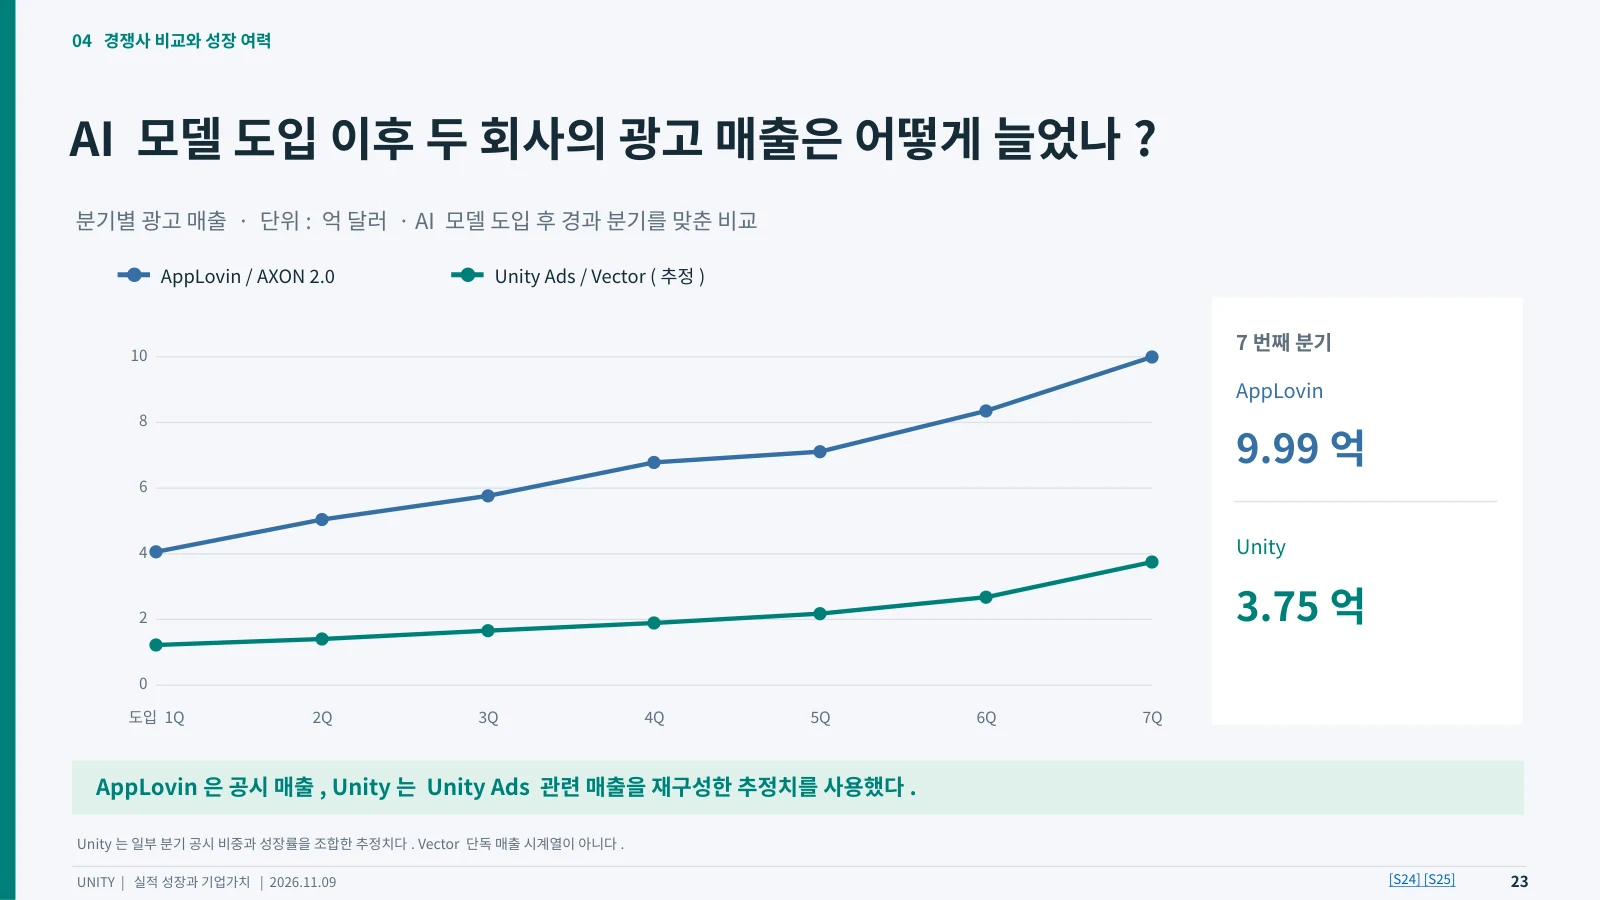 04 경쟁사 비교와 성장 여력
AI 모델 도입 이후 두 회사의 광고 매출은 어떻게 늘었나 ?
분기별 광고 매출 · 단위 : 억 달러 · AI 모델 도입 후 경과 분기를 맞춘 비교
AppLovin / AXON 2.0
Unity Ads / Vector ( 추정 )
10
8
6
4
2
0
도입 1Q 2Q 3Q 4Q 5Q 6Q 7Q
7 번째 분기
AppLovin
9.99 억
Unity
3.75 억
AppLovin 은 공시 매출 , Unity 는 Unity Ads 관련 매출을 재구성한 추정치를 사용했다 .
Unity 는 일부 분기 공시 비중과 성장률을 조합한 추정치다 . Vector 단독 매출 시계열이 아니다 .
UNITY | 실적 성장과 기업가치 | 2026.11.09
[S24] [S25]
23